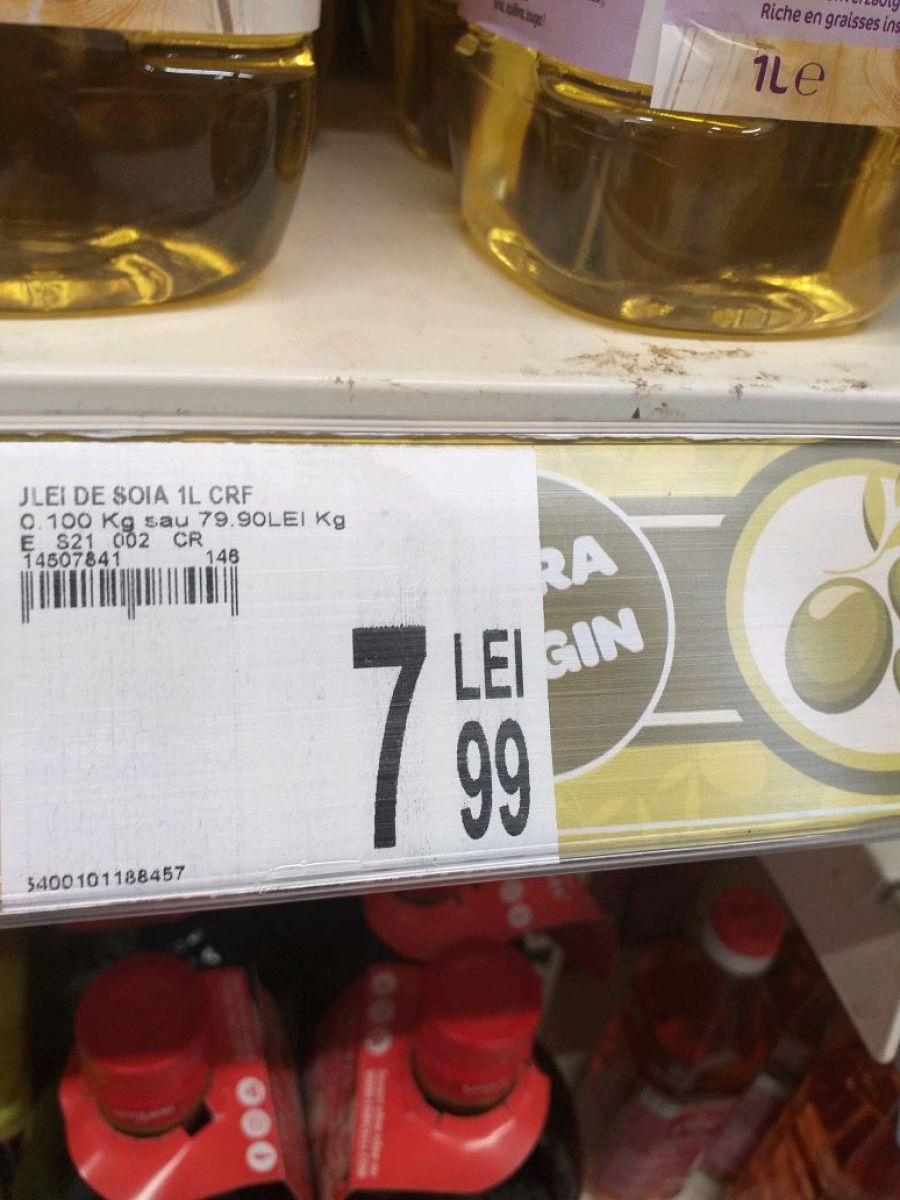 Riche en graisses ins
1L e
JLEI DE SOIA 1L CRF
0.100 Kg sau 79.90LEI Kg
E S21 002 CR
14507841 146
7 LEI
99
5400101188457
RA
GIN